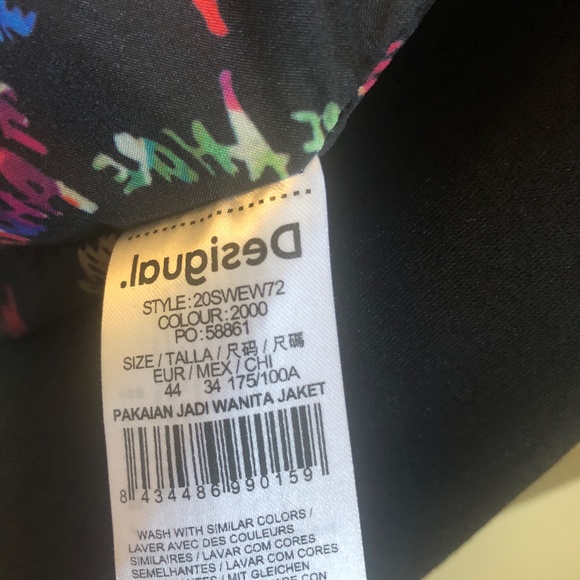 Desigual.
STYLE:20SWEW72
COLOUR:2000
PO:58861
SIZE / TALLA / 尺码 / 尺碼
EUR / MEX / CHI
44 34 175/100A
PAKAIAN JADI WANITA JAKET
8 434486 990159
WASH WITH SIMILAR COLORS /
LAVER AVEC DES COULEURS
SIMILAIRES / LAVAR COM CORES
SEMELHANTES / LAVAR COM CORES
/ MIT GLEICHEN